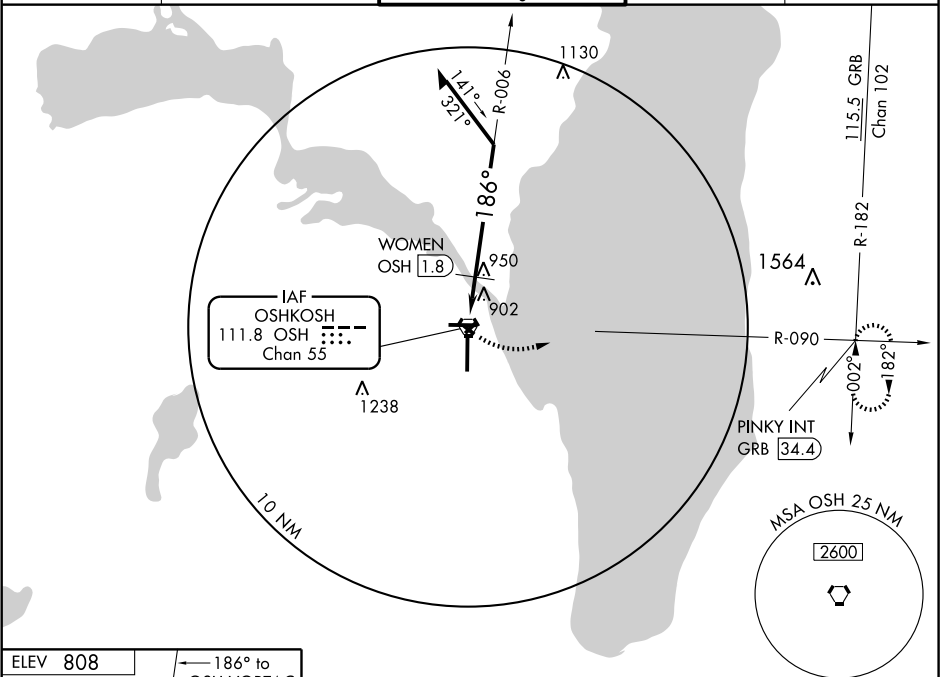 1130
141°
321°
R-006
115.5 GRB
Chan 102
186°
R-182
WOMEN
OSH 1.8
950
902
1564
IAF
OSHKOSH
111.8 OSH
Chan 55
R-090
002°
182°
1238
PINKY INT
GRB 34.4
10 NM
MSA OSH 25 NM
2600
ELEV 808
186° to